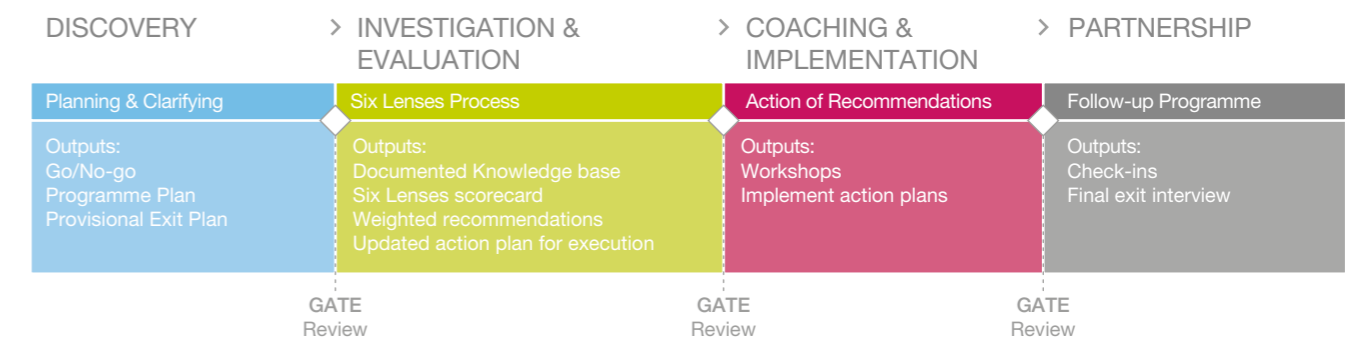 DISCOVERY
> INVESTIGATION &
EVALUATION
> COACHING &
IMPLEMENTATION
> PARTNERSHIP
Planning & Clarifying
Outputs:
Go/No-go
Programme Plan
Provisional Exit Plan
Six Lenses Process
Outputs:
Documented Knowledge base
Six Lenses scorecard
Weighted recommendations
Updated action plan for execution
Action of Recommendations
Outputs:
Workshops
Implement action plans
Follow-up Programme
Outputs:
Check-ins
Final exit interview
GATE
Review
GATE
Review
GATE
Review